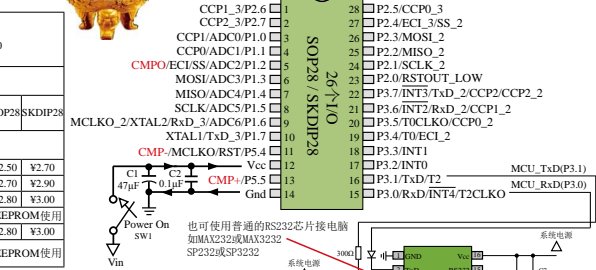 CCP1_3/P2.6 1 28 P2.5/CCP0_3
CCP2_3/P2.7 2 27 P2.4/ECI_3/SS_2
CCP1/ADC0/P1.0 3 26 P2.3/MOSI_2
CCP0/ADC1/P1.1 4 25 P2.2/MISO_2
CMPO/ECI/SS/ADC2/P1.2 5 24 P2.1/SCLK_2
MOSI/ADC3/P1.3 6 23 P2.0/RSTOUT_LOW
MISO/ADC4/P1.4 7 22 P3.7/INT3/TxD_2/CCP2/CCP2_2
SCLK/ADC5/P1.5 8 21 P3.6/INT2/RxD_2/CCP1_2
MCLKO_2/XTAL2/RxD_3/ADC6/P1.6 9 20 P3.5/T0CLKO/CCP0_2
XTAL1/TxD_3/P1.7 10 19 P3.4/T0/ECI_2
CMP-/MCLKO/RST/P5.4 11 18 P3.3/INT1
Vcc 12 17 P3.2/INT0
CMP+/P5.5 13 16 P3.1/TxD/T2 MCU_TxD(P3.1)
Gnd 14 15 P3.0/RxD/INT4/T2CLKO MCU_RxD(P3.0)
26个I/O
SOP28 / SKDIP28
OP28 SKDIP28
2.50 ¥2.70
2.70 ¥2.90
2.80 ¥3.00
EEPROM使用
2.80 ¥3.00
EEPROM使用
C1
47μF
C2
0.1μF
Power On
SW1
Vin
也可使用普通的RS232芯片接电脑
如MAX232或MAX3232
SP232或SP3232
系统电源
300Ω
系统电源
1 GND Vcc 16